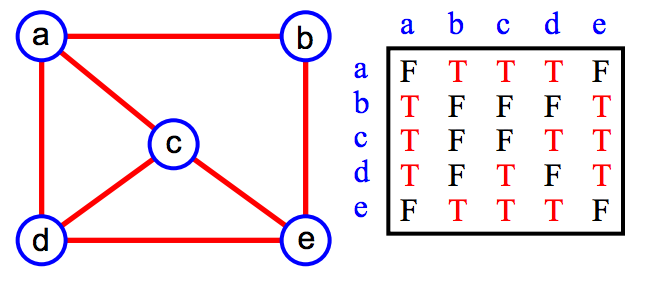 a b
c
d e
a b c d e
a F T T T F
b T F F F T
c T F F T T
d T F T F T
e F T T T F